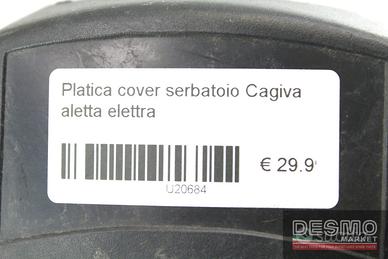 Platica cover serbatoio Cagiva
aletta elettra
€ 29.9
U20684
DESMO
MARKET